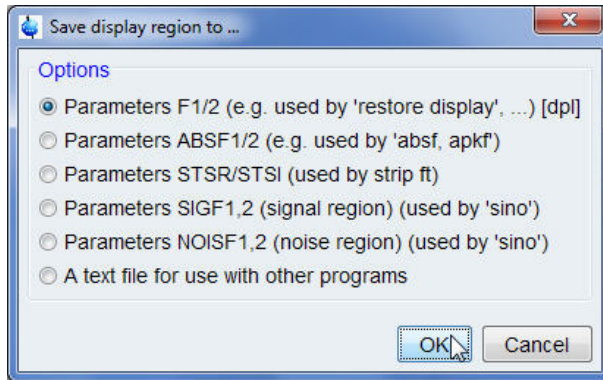 Save display region to ...
Options
Parameters F1/2 (e.g. used by 'restore display', ...) [dpl]
Parameters ABSF1/2 (e.g. used by 'absf, apkf')
Parameters STSR/STSI (used by strip ft)
Parameters SIGF1,2 (signal region) (used by 'sino')
Parameters NOISF1,2 (noise region) (used by 'sino')
A text file for use with other programs
OK Cancel